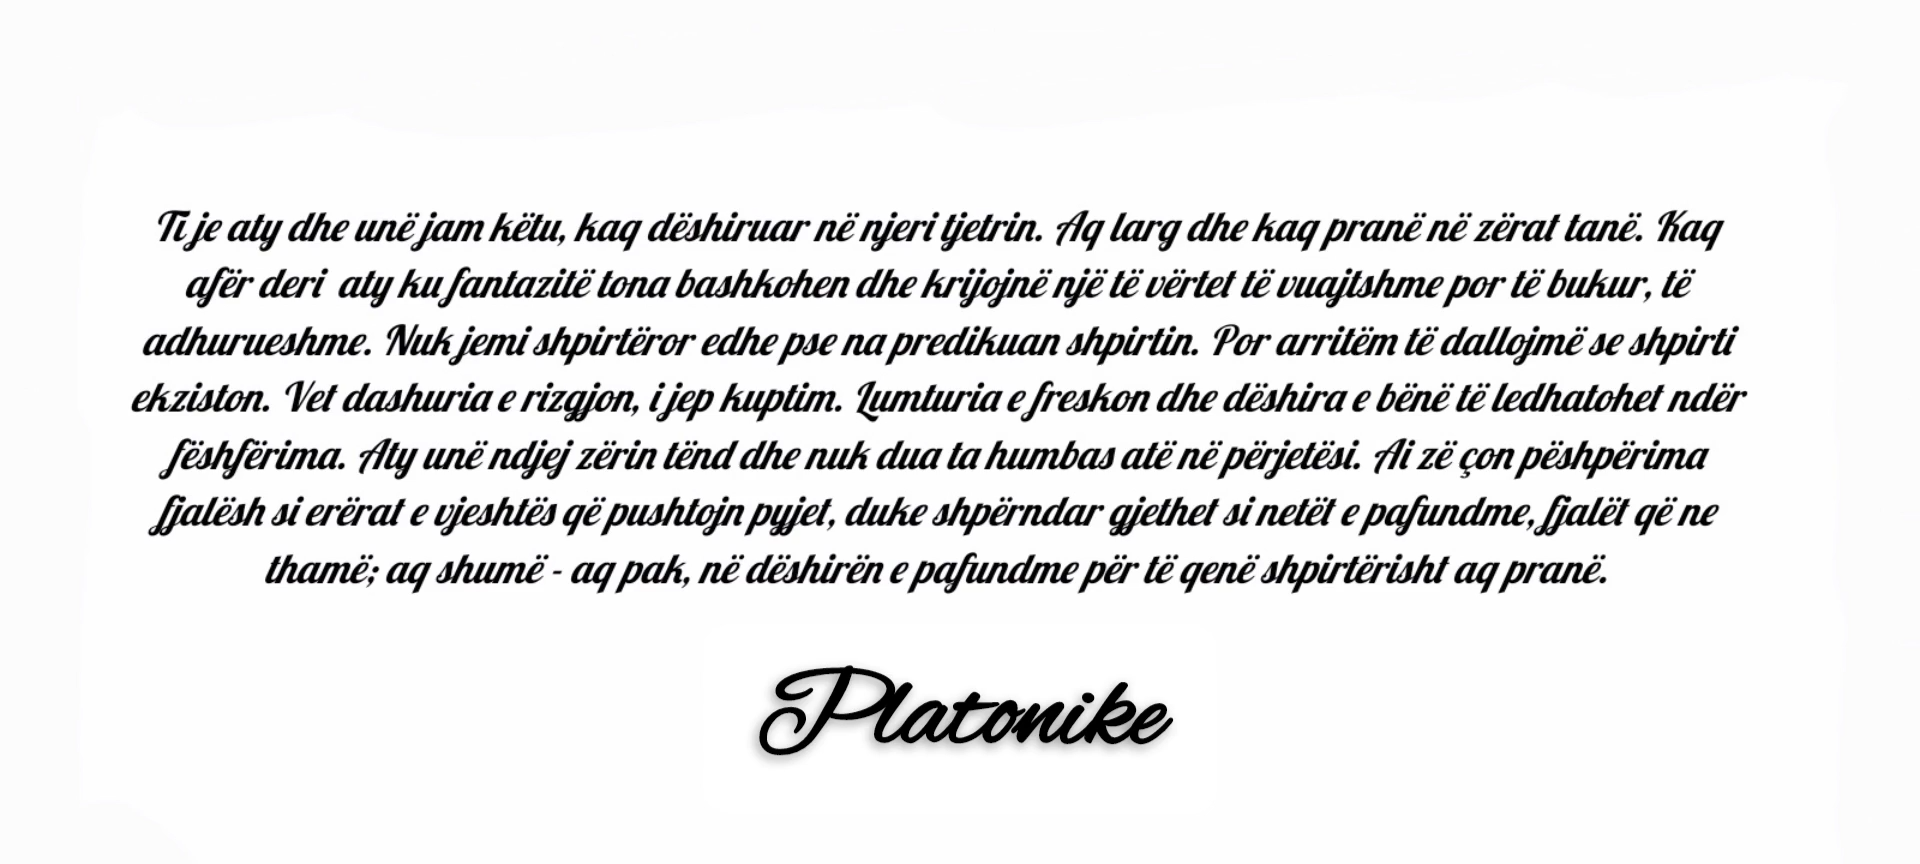 Ti je aty dhe unë jam këtu, kaq dëshiruar në njeri tjetrin. Aq larg dhe kaq pranë në zërat tanë. Kaq
afër deri aty ku fantazitë tona bashkohen dhe krijojnë një të vërtet të vuajtshme por të bukur, të
adhurueshme. Nuk jemi shpirtëror edhe pse na predikuan shpirtin. Por arritëm të dallojmë se shpirti
ekziston. Vet dashuria e rizgjon, i jep kuptim. Lumturia e freskon dhe dëshira e bënë të ledhatohet ndër
fëshfërima. Aty unë ndjej zërin tënd dhe nuk dua ta humbas atë në përjetësi. Ai zë çon pëshpërima
fjalësh si erërat e vjeshtës që pushtojn pyjet, duke shpërndar gjethet si netët e pafundme, fjalët që ne
thamë; aq shumë - aq pak, në dëshirën e pafundme për të qenë shpirtërisht aq pranë.
Platonike